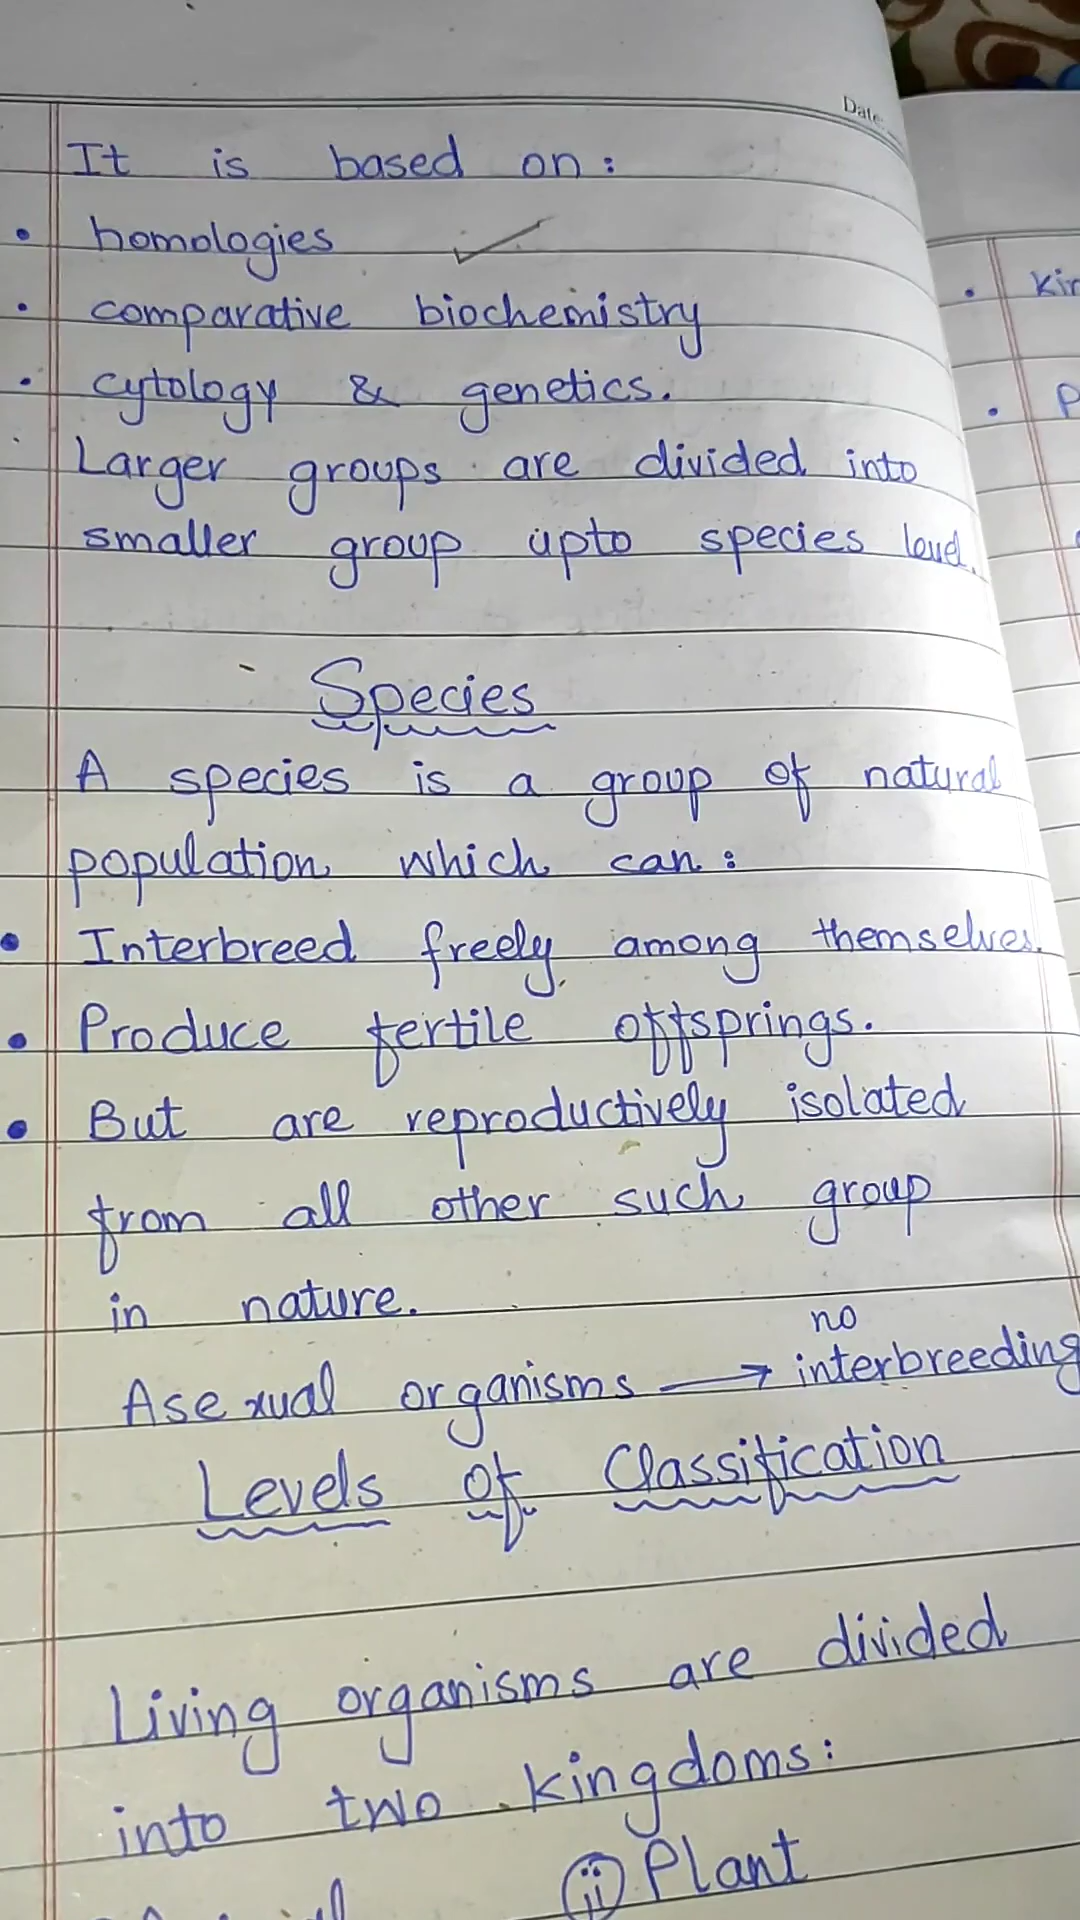 Date
It is based on:
• homologies
• comparative biochemistry
• cytology & genetics.
Larger groups are divided into
smaller group upto species level.
Species
A species is a group of natural
population which can:
• Interbreed freely among themselves.
• Produce fertile offsprings.
• But are reproductively isolated
from all other such group
in nature.
no
Asexual organisms → interbreeding
Levels of Classification
Living organisms are divided
into two kingdoms:
(ii) Plant